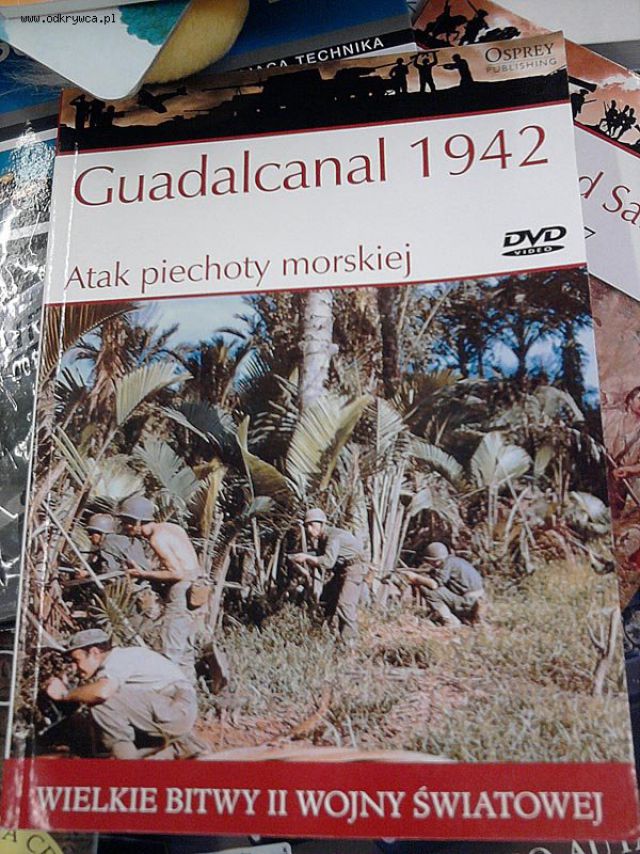 www.odkrywca.pl
TECHNIKA
OSPREY
PUBLISHING
Guadalcanal 1942
DVD
VIDEO
Atak piechoty morskiej
WIELKIE BITWY II WOJNY ŚWIATOWEJ